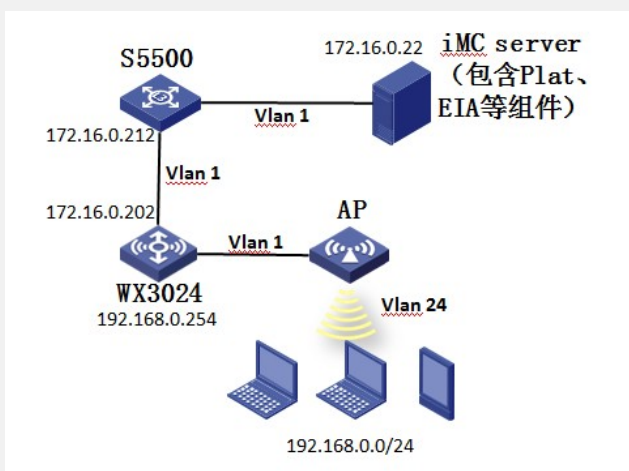 S5500
172.16.0.22
iMC server
（包含Plat、
EIA等组件）
Vlan 1
172.16.0.212
Vlan 1
172.16.0.202
Vlan 1
AP
WX3024
192.168.0.254
Vlan 24
192.168.0.0/24